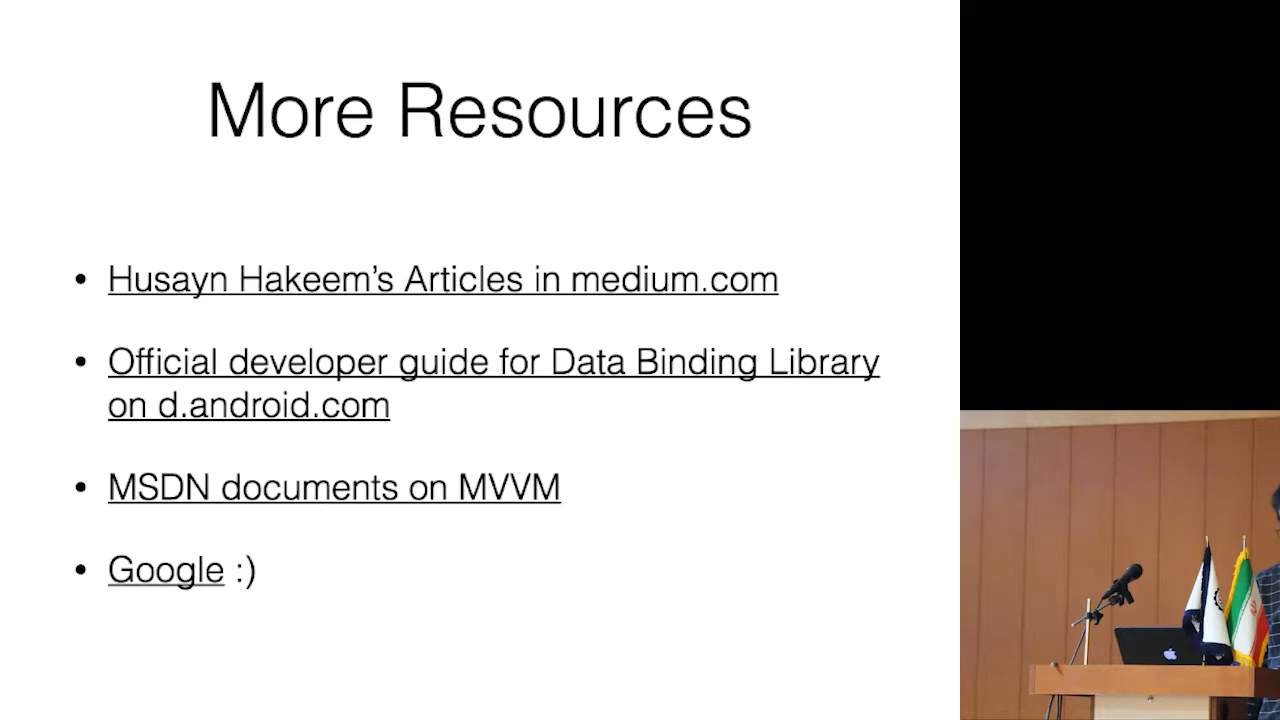 More Resources
• Husayn Hakeem’s Articles in medium.com
• Official developer guide for Data Binding Library
on d.android.com
• MSDN documents on MVVM
• Google :)